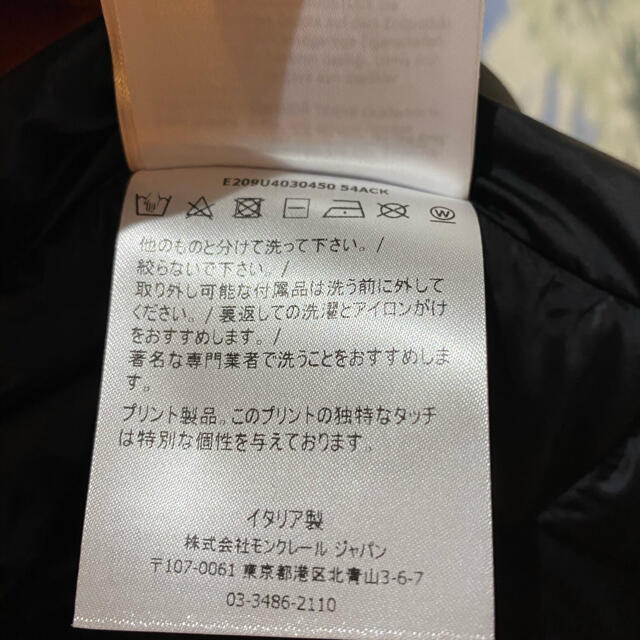 E209U4030450 54ACK
W
他のものと分けて洗って下さい。/
絞らないで下さい。/
取り外し可能な付属品は洗う前に外して
ください。/ 裏返しての洗濯とアイロンがけ
をおすすめします。/
著名な専門業者で洗うことをおすすめしま
す。
プリント製品。このプリントの独特なタッチ
は特別な個性を与えております。
イタリア製
株式会社モンクレール ジャパン
〒107-0061 東京都港区北青山3-6-7
03-3486-2110